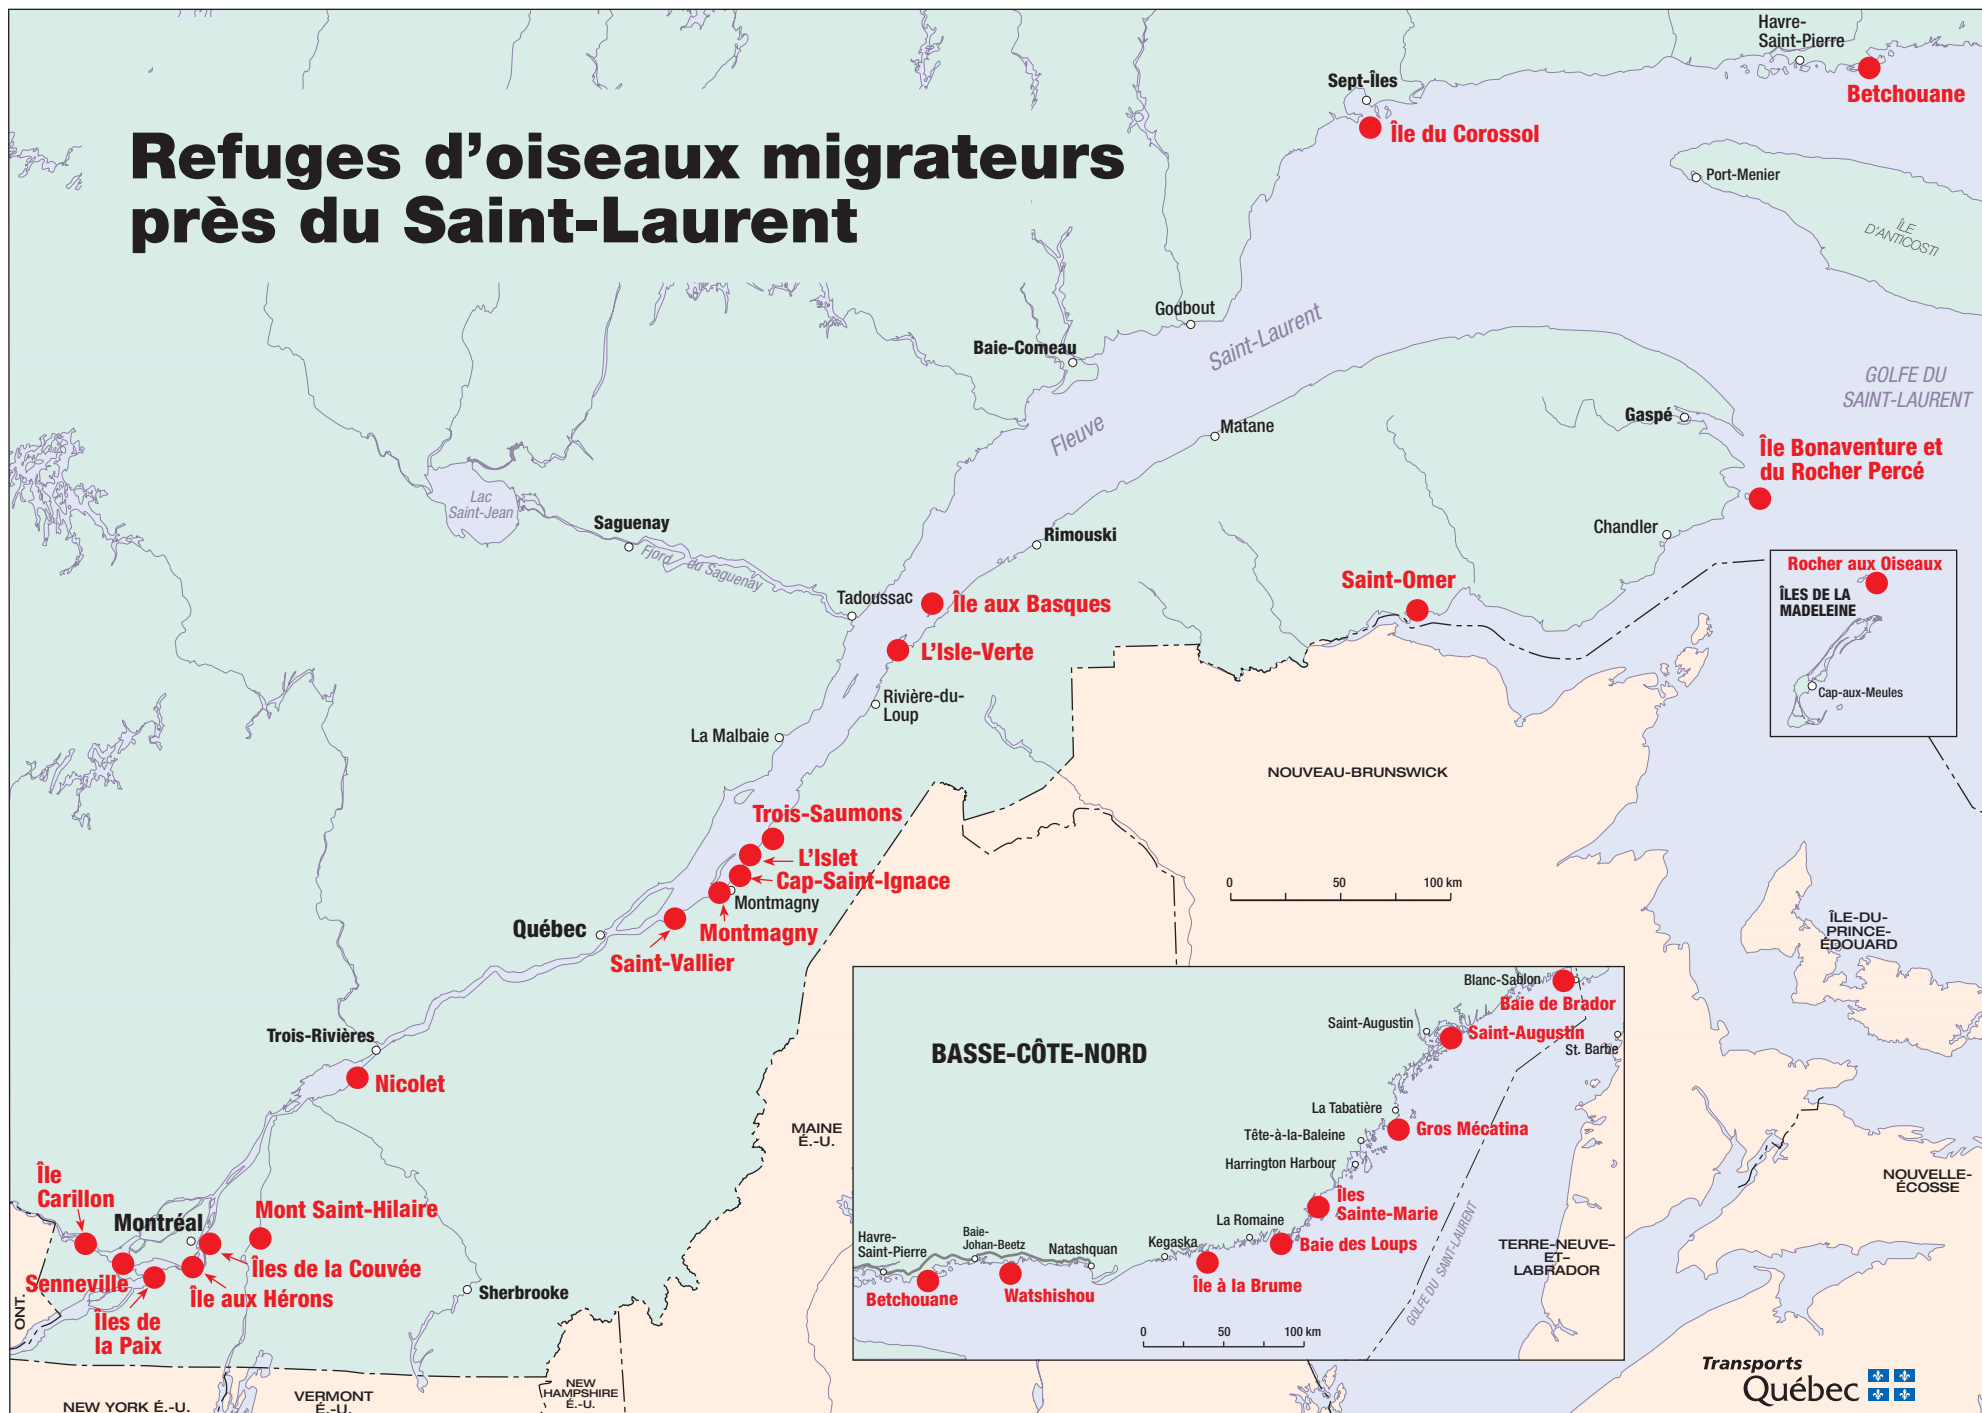 Refuges d'oiseaux migrateurs
près du Saint-Laurent
Havre-
Saint-Pierre
Betchouane
Sept-Îles
Île du Corossol
Port-Menier
ÎLE
D'ANTICOSTI
Godbout
Baie-Comeau
Fleuve
Saint-Laurent
GOLFE DU
SAINT-LAURENT
Matane
Gaspé
Île Bonaventure et
du Rocher Percé
Chandler
Lac
Saint-Jean
Saguenay
Fjord du Saguenay
Rimouski
Tadoussac
Île aux Basques
L'Isle-Verte
Saint-Omer
Rocher aux Oiseaux
ÎLES DE LA
MADELEINE
Cap-aux-Meules
Rivière-du-
Loup
La Malbaie
NOUVEAU-BRUNSWICK
Trois-Saumons
L'Islet
Cap-Saint-Ignace
Montmagny
Montmagny
Québec
Saint-Vallier
0 50 100 km
ÎLE-DU-
PRINCE-
ÉDOUARD
Trois-Rivières
Nicolet
MAINE
É.-U.
Île
Carillon
Montréal
Mont Saint-Hilaire
Îles de la Couvée
Senneville
Île aux Hérons
Îles de
la Paix
Sherbrooke
ONT.
NEW YORK É.-U.
VERMONT
É.-U.
NEW
HAMPSHIRE
É.-U.
BASSE-CÔTE-NORD
Blanc-Sablon
Baie de Brador
Saint-Augustin
Saint-Augustin
St. Barbe
La Tabatière
Gros Mécatina
Tête-à-la-Baleine
Harrington Harbour
Îles
Sainte-Marie
La Romaine
Baie des Loups
Kegaska
Île à la Brume
Havre-
Saint-Pierre
Baie-
Johan-Beetz
Natashquan
Betchouane
Watshishou
GOLFE DU SAINT-LAURENT
TERRE-NEUVE-
ET-
LABRADOR
0 50 100 km
NOUVELLE-
ÉCOSSE
Transports
Québec